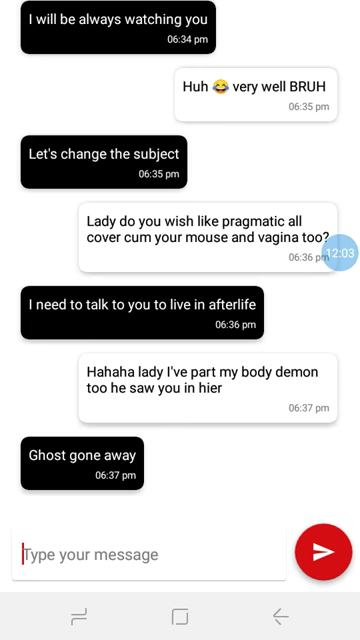 I will be always watching you
06:34 pm
Huh 😂 very well BRUH
06:35 pm
Let's change the subject
06:35 pm
Lady do you wish like pragmatic all
cover cum your mouse and vagina too?
06:36 pm
12:03
I need to talk to you to live in afterlife
06:36 pm
Hahaha lady I've part my body demon
too he saw you in hier
06:37 pm
Ghost gone away
06:37 pm
Type your message